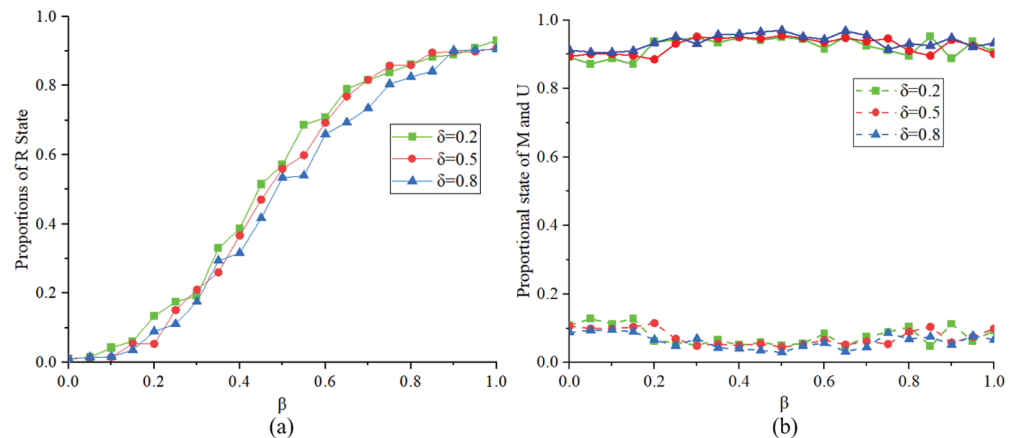 Proportions of R State
1.0
0.8
0.6
0.4
0.2
0.0
0.0 0.2 0.4 0.6 0.8 1.0
β
δ=0.2
δ=0.5
δ=0.8
(a)
Proportional state of M and U
1.0
0.8
0.6
0.4
0.2
0.0
0.0 0.2 0.4 0.6 0.8 1.0
β
δ=0.2
δ=0.5
δ=0.8
(b)